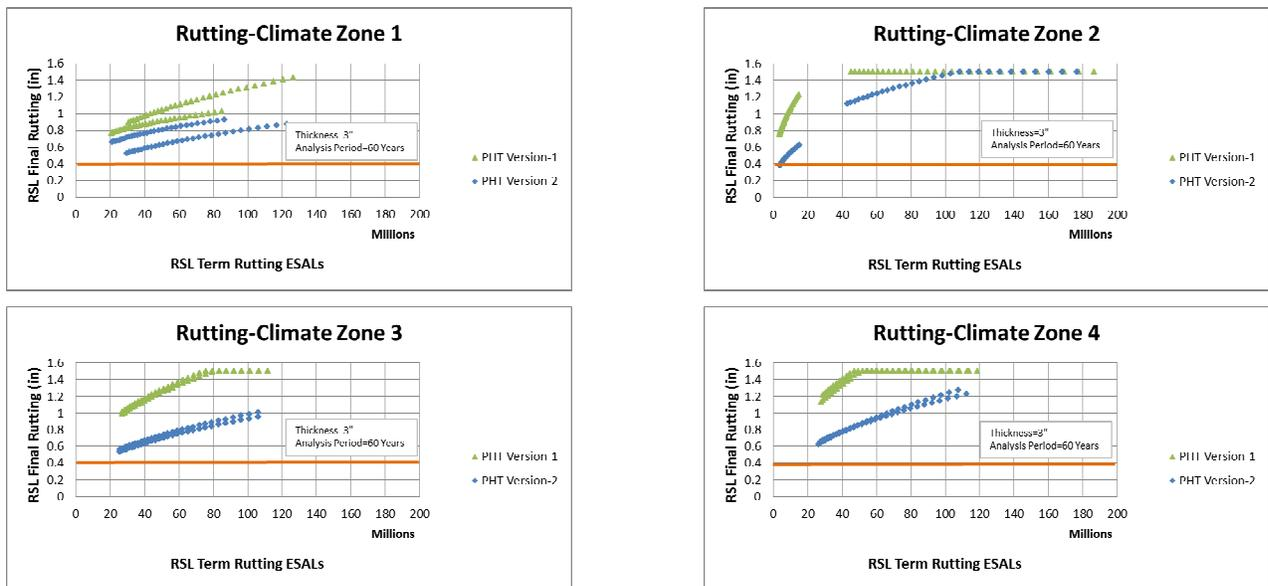 Rutting-Climate Zone 1
RSL Final Rutting (in)
1.6
1.4
1.2
1
0.8
0.6
0.4
0.2
0
Thickness 3"
Analysis Period=60 Years
PHT Version-1
PHT Version-2
0 20 40 60 80 100 120 140 160 180 200
Millions
RSL Term Rutting ESALs
Rutting-Climate Zone 2
RSL Final Rutting (in)
1.6
1.4
1.2
1
0.8
0.6
0.4
0.2
0
Thickness=3"
Analysis Period=60 Years
PHT Version-1
PHT Version-2
0 20 40 60 80 100 120 140 160 180 200
Millions
RSL Term Rutting ESALs
Rutting-Climate Zone 3
RSL Final Rutting (in)
1.6
1.4
1.2
1
0.8
0.6
0.4
0.2
0
Thickness 3"
Analysis Period=60 Years
PHT Version 1
PHT Version-2
0 20 40 60 80 100 120 140 160 180 200
Millions
RSL Term Rutting ESALs
Rutting-Climate Zone 4
RSL Final Rutting (in)
1.6
1.4
1.2
1
0.8
0.6
0.4
0.2
0
Thickness=3"
Analysis Period=60 Years
PHT Version 1
PHT Version-2
0 20 40 60 80 100 120 140 160 180 200
Millions
RSL Term Rutting ESALs